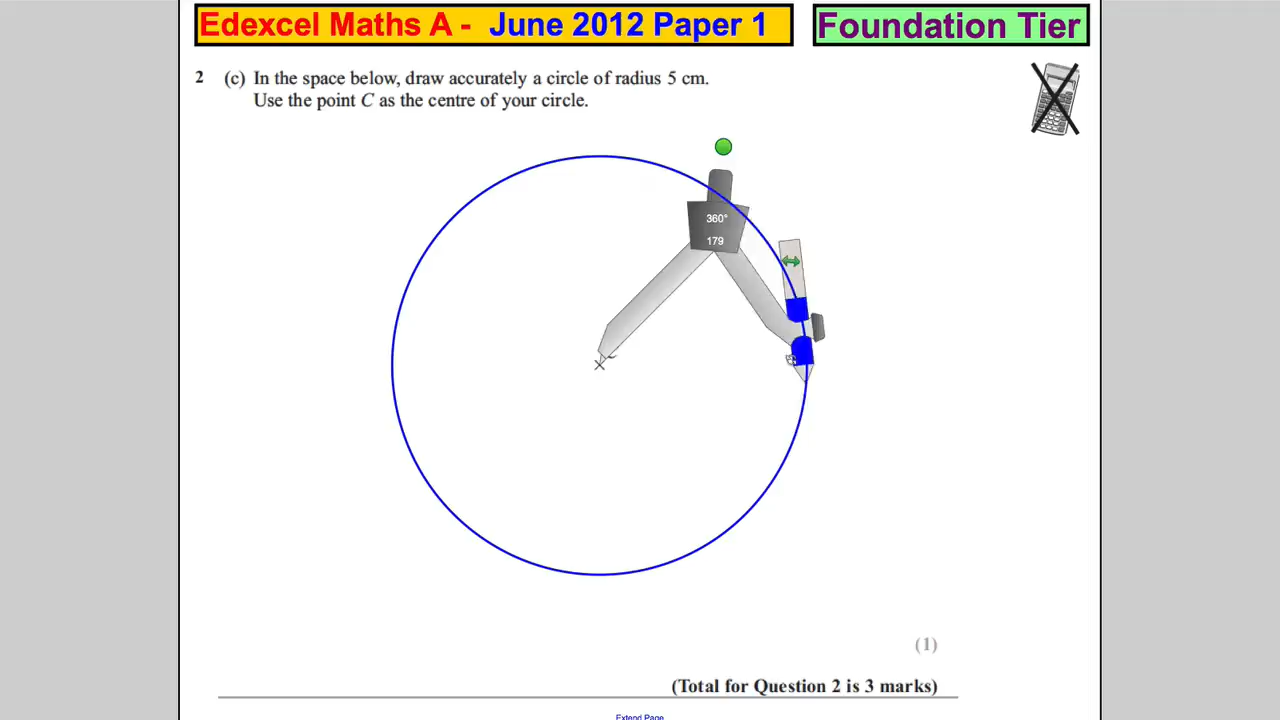 Edexcel Maths A - June 2012 Paper 1
Foundation Tier
2 (c) In the space below, draw accurately a circle of radius 5 cm.
Use the point C as the centre of your circle.
360°
179
(1)
(Total for Question 2 is 3 marks)
Extend Page